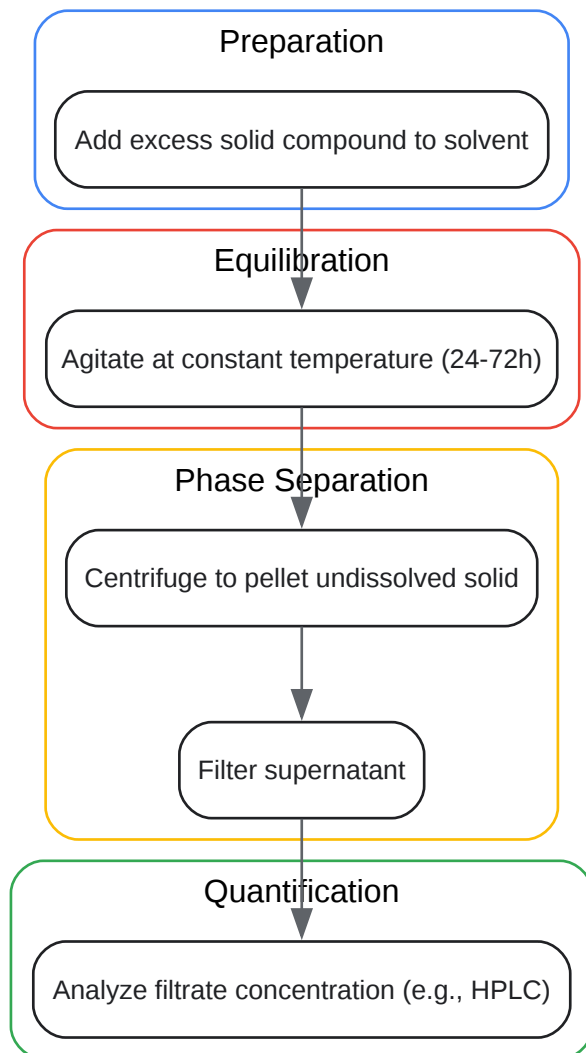 Preparation
Add excess solid compound to solvent
Equilibration
Agitate at constant temperature (24-72h)
Phase Separation
Centrifuge to pellet undissolved solid
Filter supernatant
Quantification
Analyze filtrate concentration (e.g., HPLC)